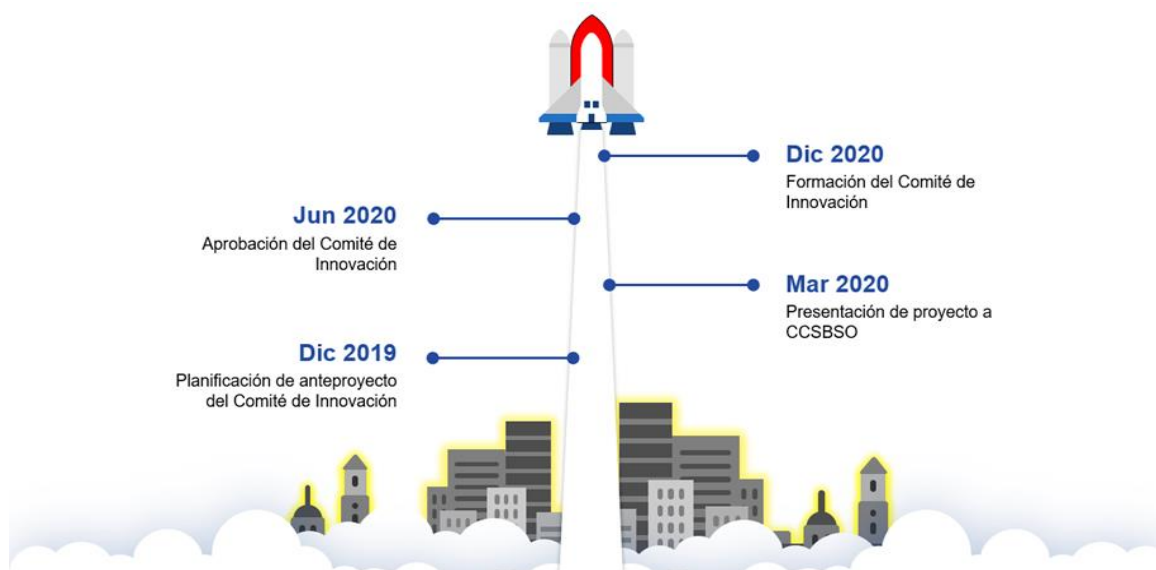 Dic 2020
Formación del Comité de
Innovación
Jun 2020
Aprobación del Comité de
Innovación
Mar 2020
Presentación de proyecto a
CCSBSO
Dic 2019
Planificación de anteproyecto
del Comité de Innovación